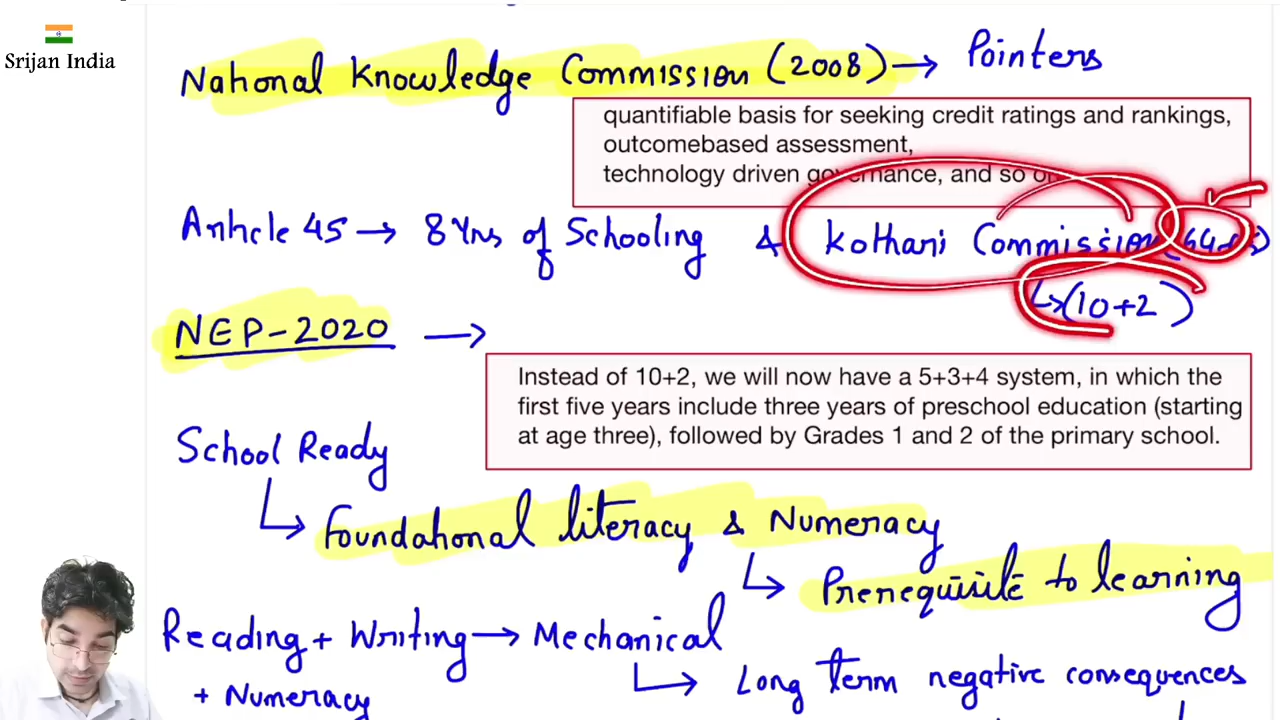 Srijan India
National Knowledge Commission (2008) → Pointers
quantifiable basis for seeking credit ratings and rankings,
outcomebased assessment,
technology driven governance, and so on
Article 45 → 8 Yrs of Schooling & Kothari Commission
↳ (10+2)
NEP-2020 →
Instead of 10+2, we will now have a 5+3+4 system, in which the
first five years include three years of preschool education (starting
at age three), followed by Grades 1 and 2 of the primary school.
School Ready
↳ Foundational literacy & Numeracy
↳ Prerequisite to learning
Reading + Writing → Mechanical
+ Numeracy
↳ Long term negative consequences